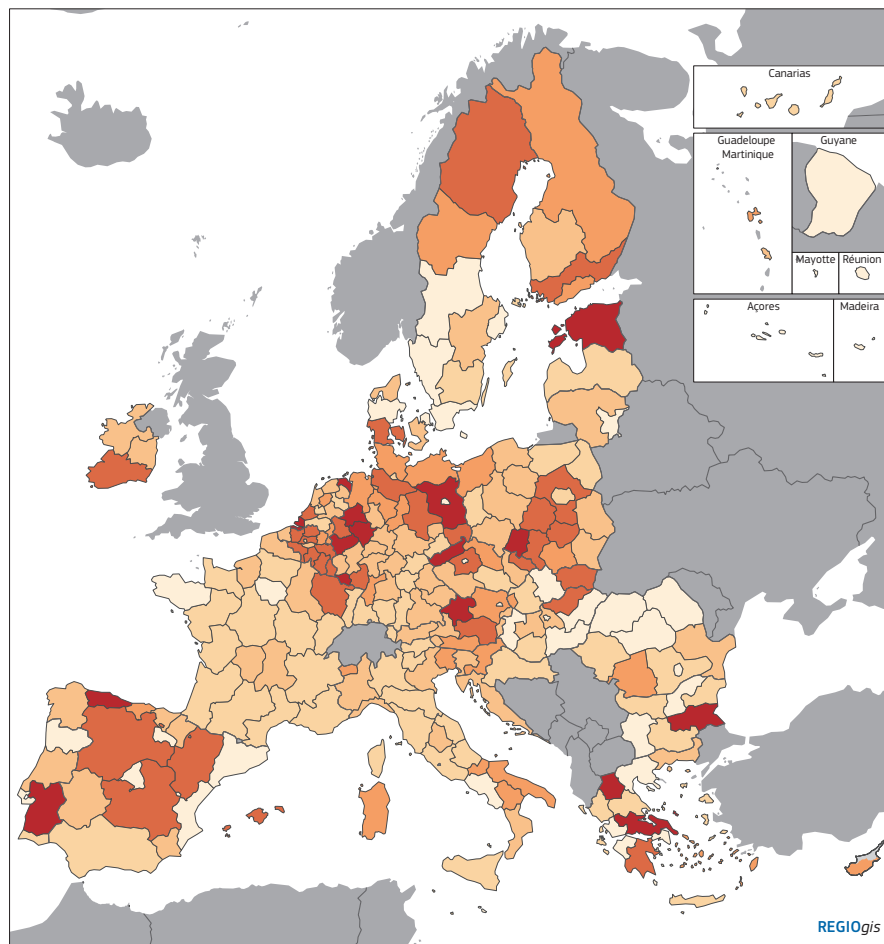 Canarias
Guadeloupe
Martinique
Guyane
Mayotte
Réunion
Açores
Madeira
REGIOgis